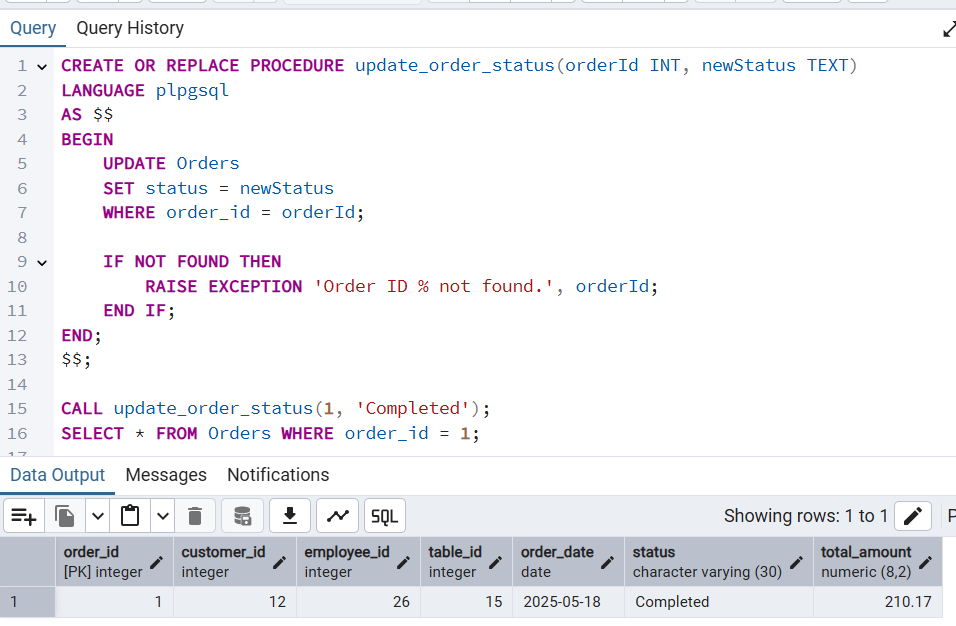 Query Query History
1 CREATE OR REPLACE PROCEDURE update_order_status(orderId INT, newStatus TEXT)
2 LANGUAGE plpgsql
3 AS $$
4 BEGIN
5 UPDATE Orders
6 SET status = newStatus
7 WHERE order_id = orderId;
8
9 IF NOT FOUND THEN
10 RAISE EXCEPTION 'Order ID % not found.', orderId;
11 END IF;
12 END;
13 $$;
14
15 CALL update_order_status(1, 'Completed');
16 SELECT * FROM Orders WHERE order_id = 1;
17
Data Output Messages Notifications
SQL Showing rows: 1 to 1
order_id customer_id employee_id table_id order_date status total_amount
[PK] integer integer integer integer date character varying (30) numeric (8,2)
1 1 12 26 15 2025-05-18 Completed 210.17